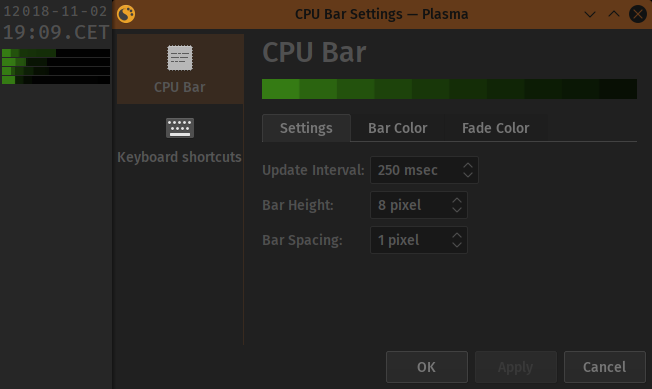 12018-11-02
19:09.CET
CPU Bar Settings — Plasma
CPU Bar
Keyboard shortcuts
CPU Bar
Settings Bar Color Fade Color
Update Interval: 250 msec
Bar Height: 8 pixel
Bar Spacing: 1 pixel
OK Apply Cancel